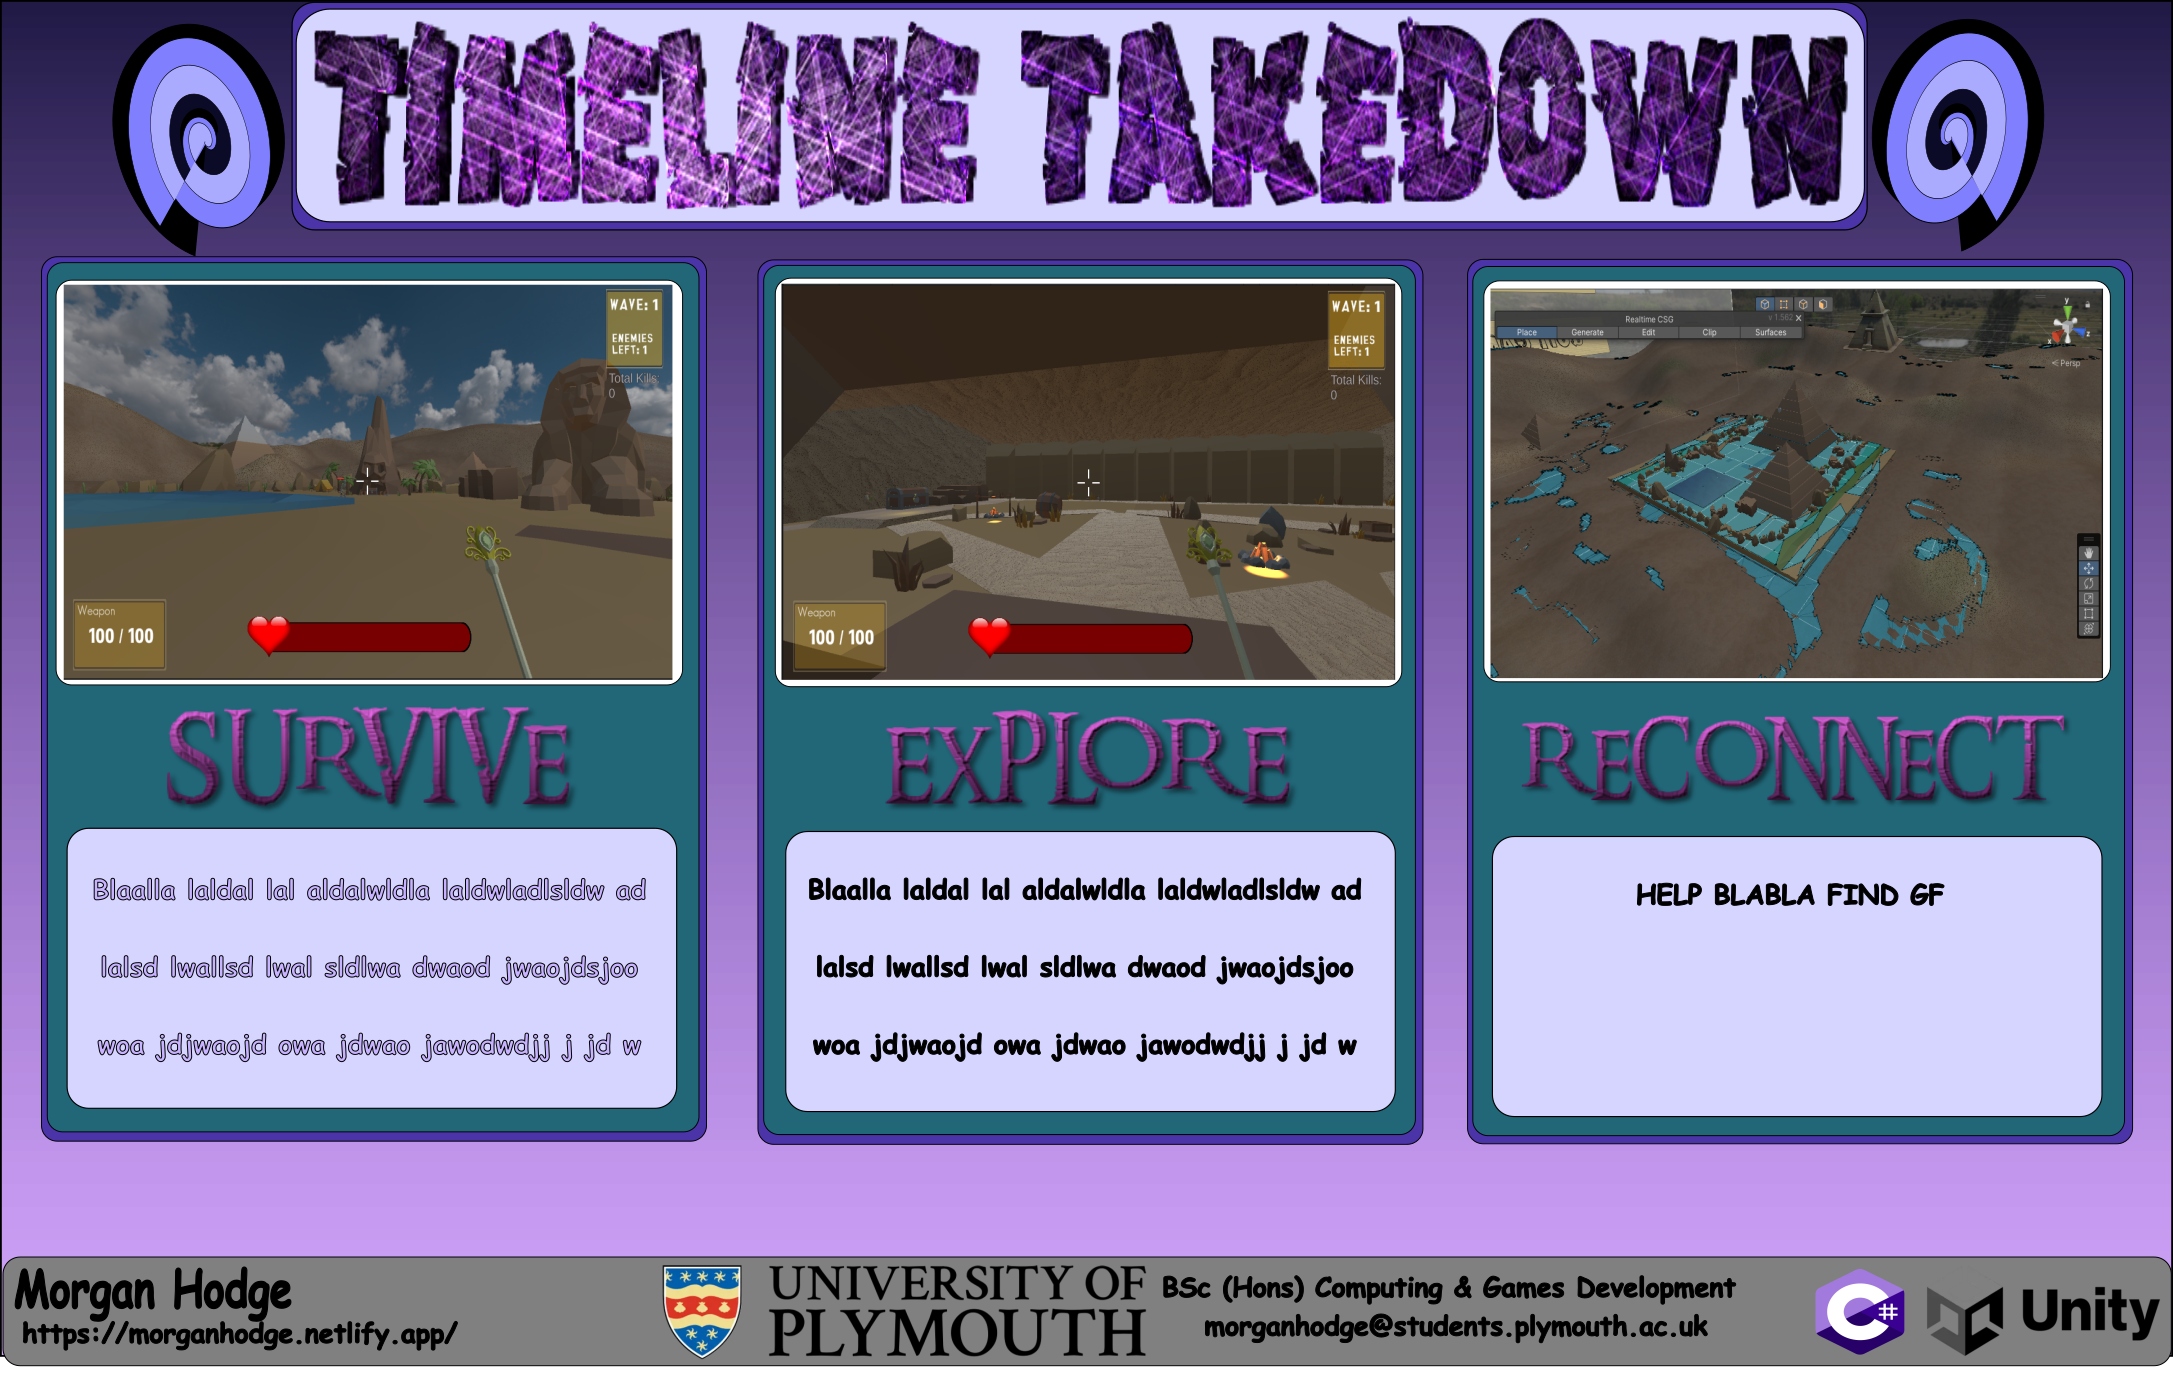 TIMELINE TAKEDOWN
WAVE: 1
ENEMIES
LEFT: 1
Total Kills:
0
Weapon
100 / 100
SURVIVE
Blaalla laldal lal aldalwldla laldwladlsldw ad
lalsd lwallsd lwal sldlwa dwaod jwaojdsjoo
woa jdjwaojd owa jdwao jawodwdjj j jd w
WAVE: 1
ENEMIES
LEFT: 1
Total Kills:
0
Weapon
100 / 100
EXPLORE
Blaalla laldal lal aldalwldla laldwladlsldw ad
lalsd lwallsd lwal sldlwa dwaod jwaojdsjoo
woa jdjwaojd owa jdwao jawodwdjj j jd w
Realtime CSG v 1.562 X
Place Generate Edit Clip Surfaces
y
x z
< Persp
RECONNECT
HELP BLABLA FIND GF
Morgan Hodge
https://morganhodge.netlify.app/
UNIVERSITY OF
PLYMOUTH
BSc (Hons) Computing & Games Development
morganhodge@students.plymouth.ac.uk
C#
Unity